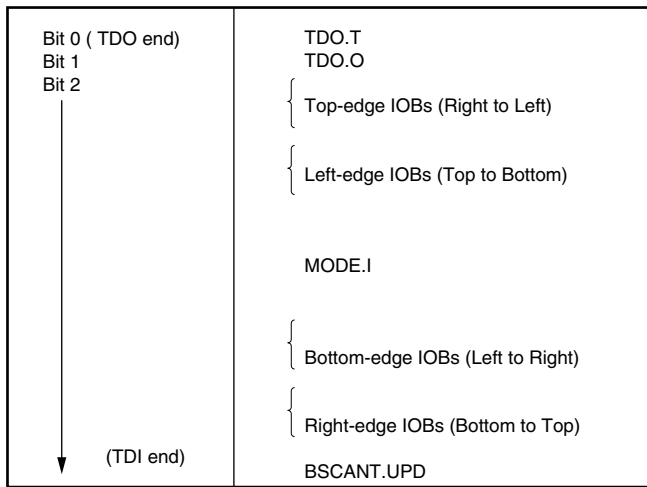 Bit 0 ( TDO end) TDO.T
Bit 1 TDO.O
Bit 2
Top-edge IOBs (Right to Left)
Left-edge IOBs (Top to Bottom)
MODE.I
Bottom-edge IOBs (Left to Right)
Right-edge IOBs (Bottom to Top)
(TDI end)
BSCANT.UPD